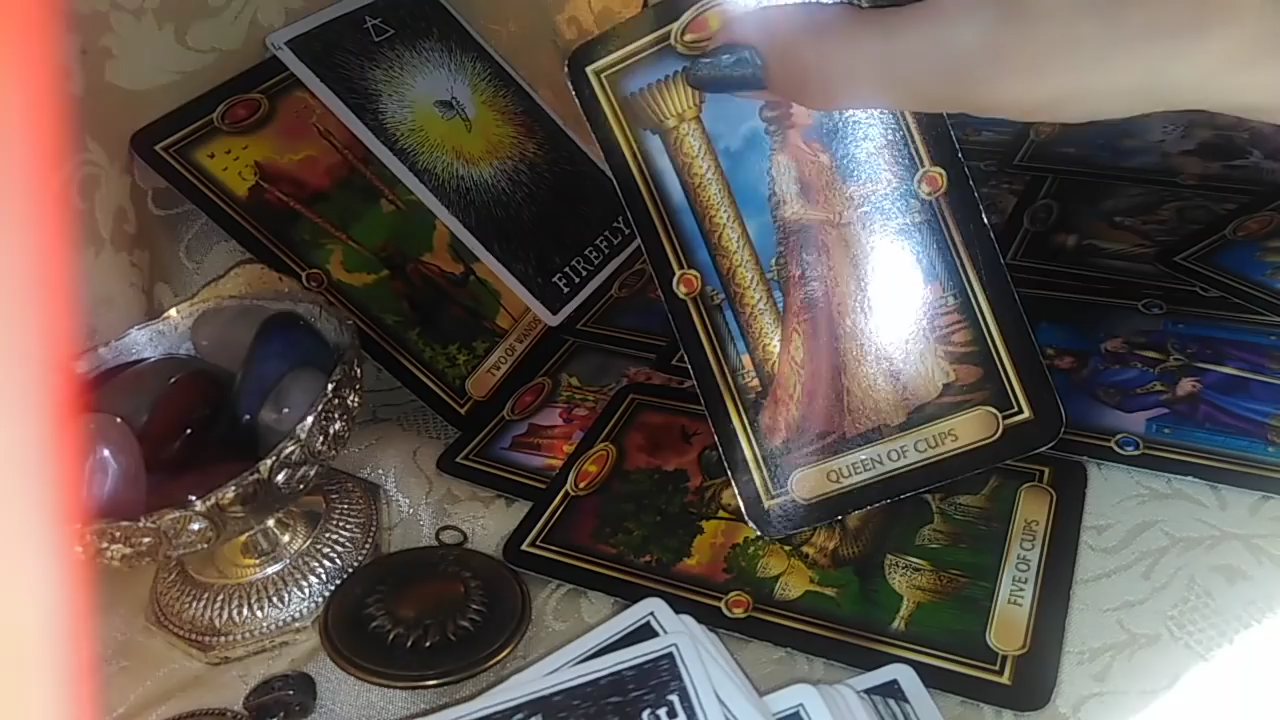 FIREFLY
TWO OF WANDS
QUEEN OF CUPS
FIVE OF CUPS